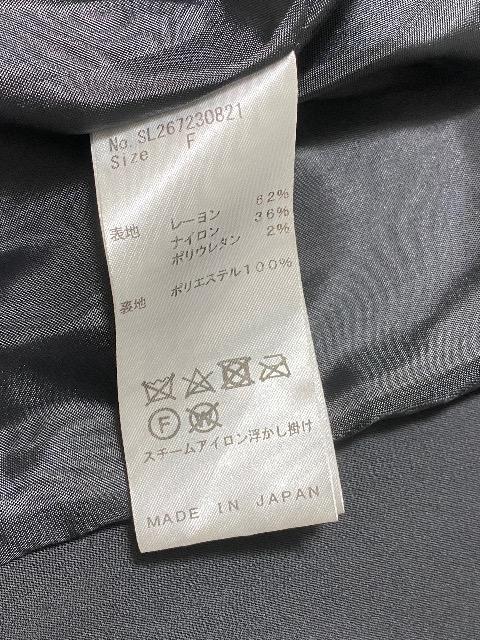 No. SL267230821
Size F
表地 レーヨン 62%
ナイロン 36%
ポリウレタン 2%
裏地 ポリエステル100%
F W
スチームアイロン浮かし掛け
MADE IN JAPAN